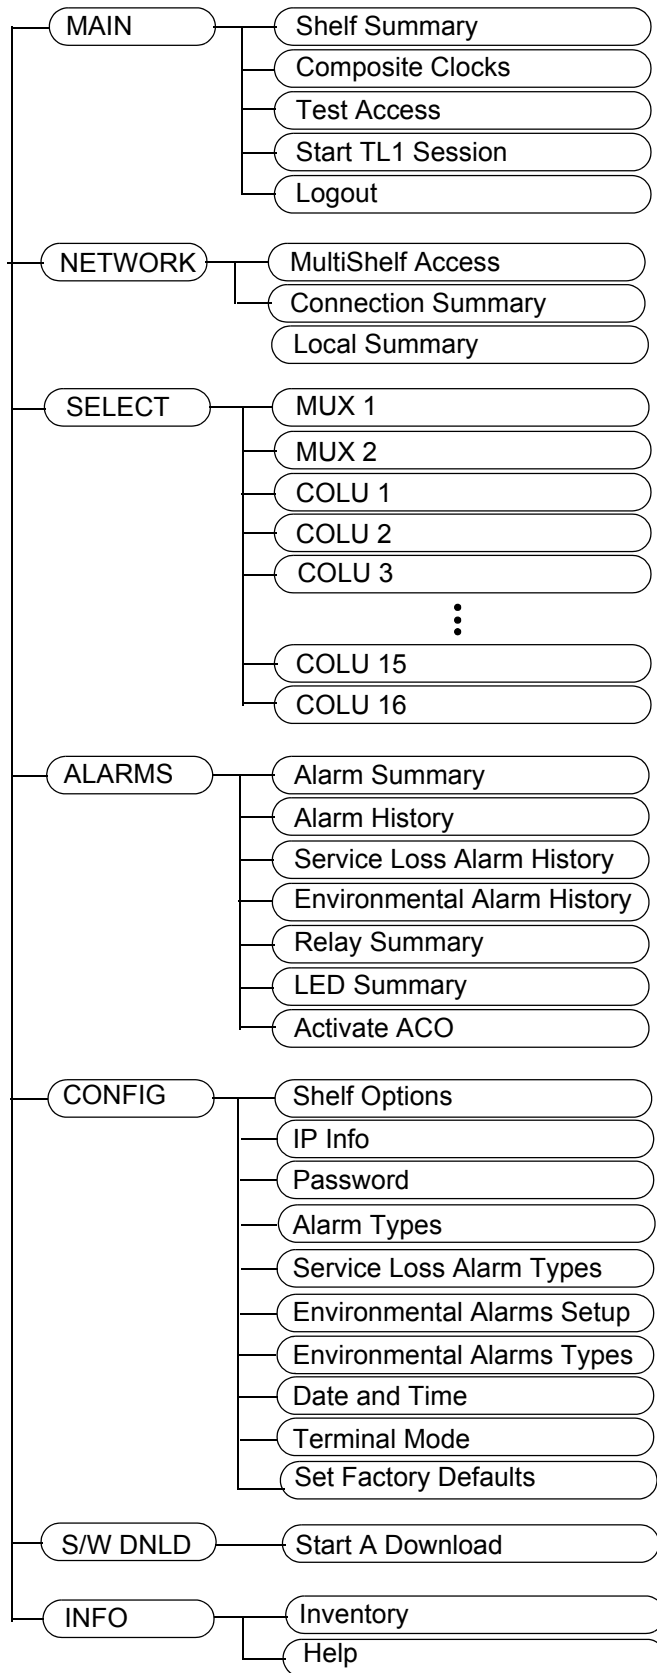 MAIN
Shelf Summary
Composite Clocks
Test Access
Start TL1 Session
Logout
NETWORK
MultiShelf Access
Connection Summary
Local Summary
SELECT
MUX 1
MUX 2
COLU 1
COLU 2
COLU 3
COLU 15
COLU 16
ALARMS
Alarm Summary
Alarm History
Service Loss Alarm History
Environmental Alarm History
Relay Summary
LED Summary
Activate ACO
CONFIG
Shelf Options
IP Info
Password
Alarm Types
Service Loss Alarm Types
Environmental Alarms Setup
Environmental Alarms Types
Date and Time
Terminal Mode
Set Factory Defaults
S/W DNLD
Start A Download
INFO
Inventory
Help